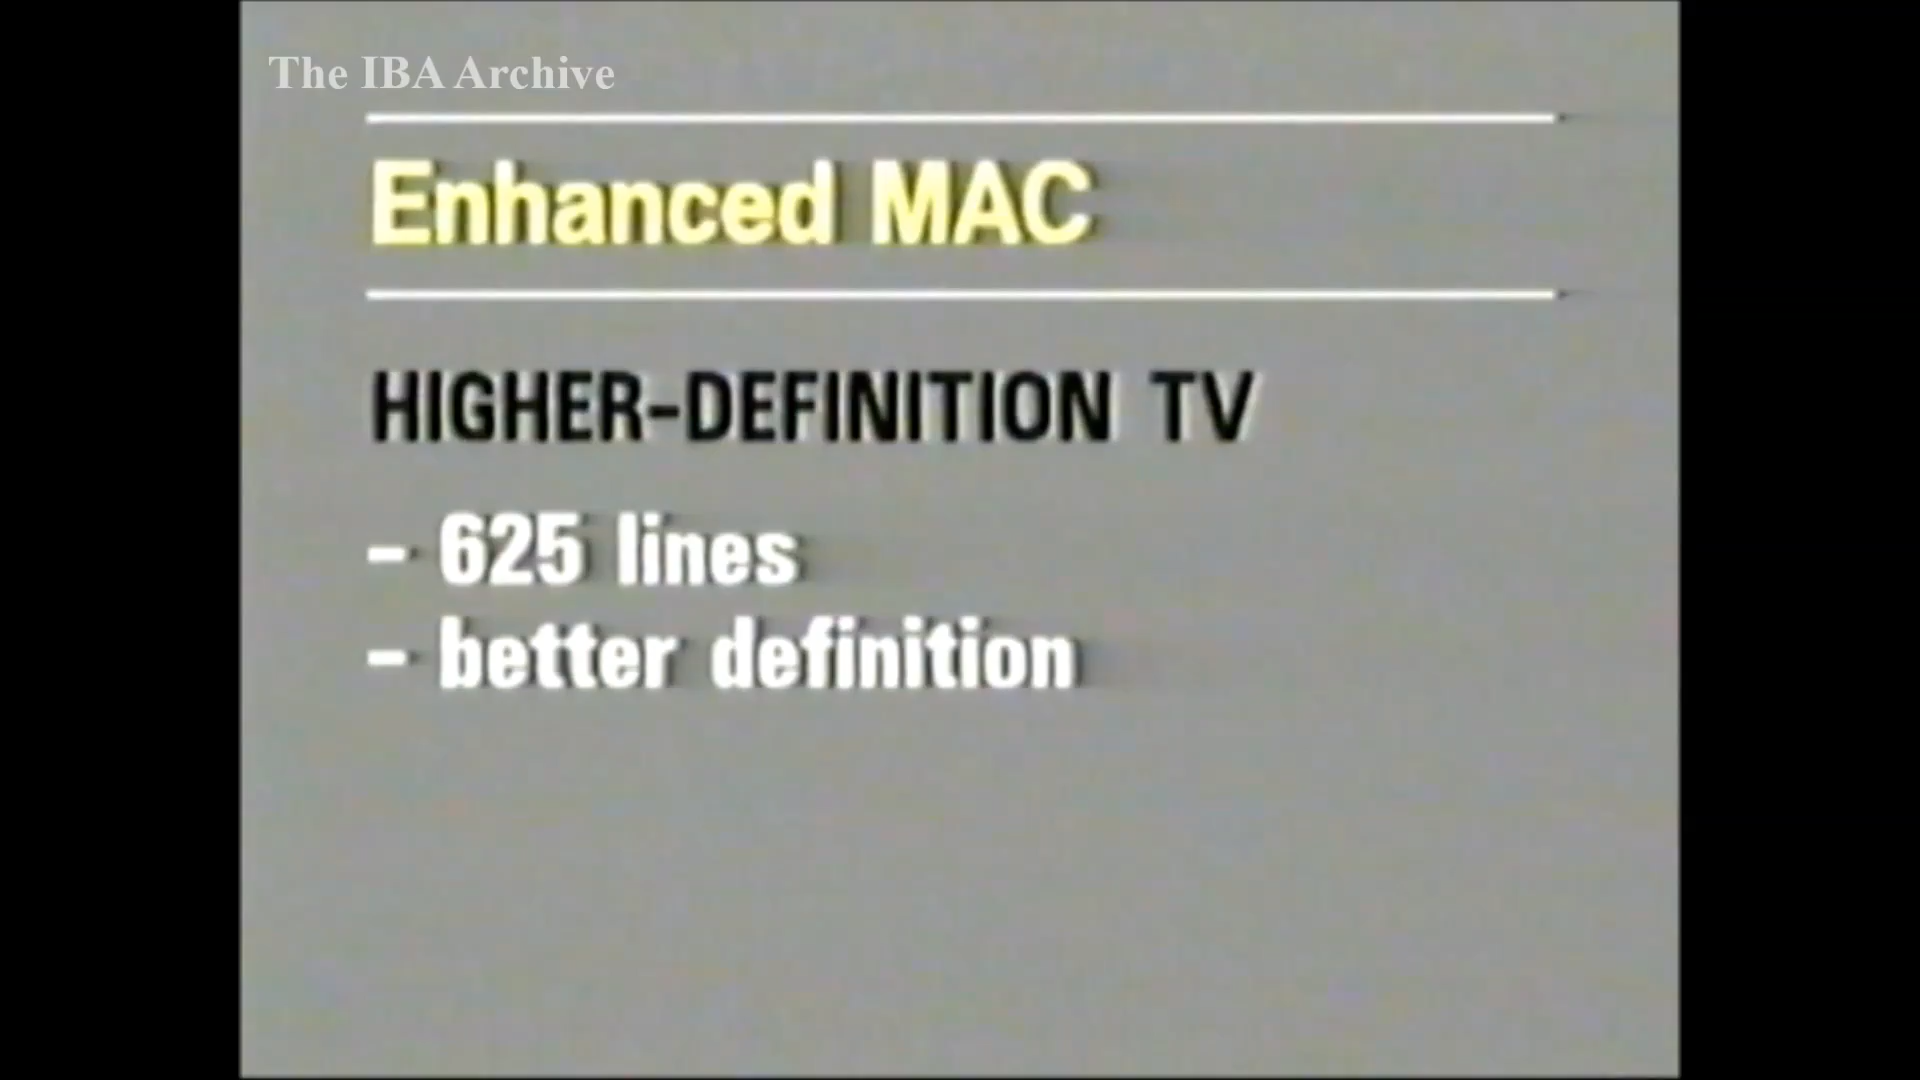 The IBA Archive
Enhanced MAC
HIGHER-DEFINITION TV
- 625 lines
- better definition